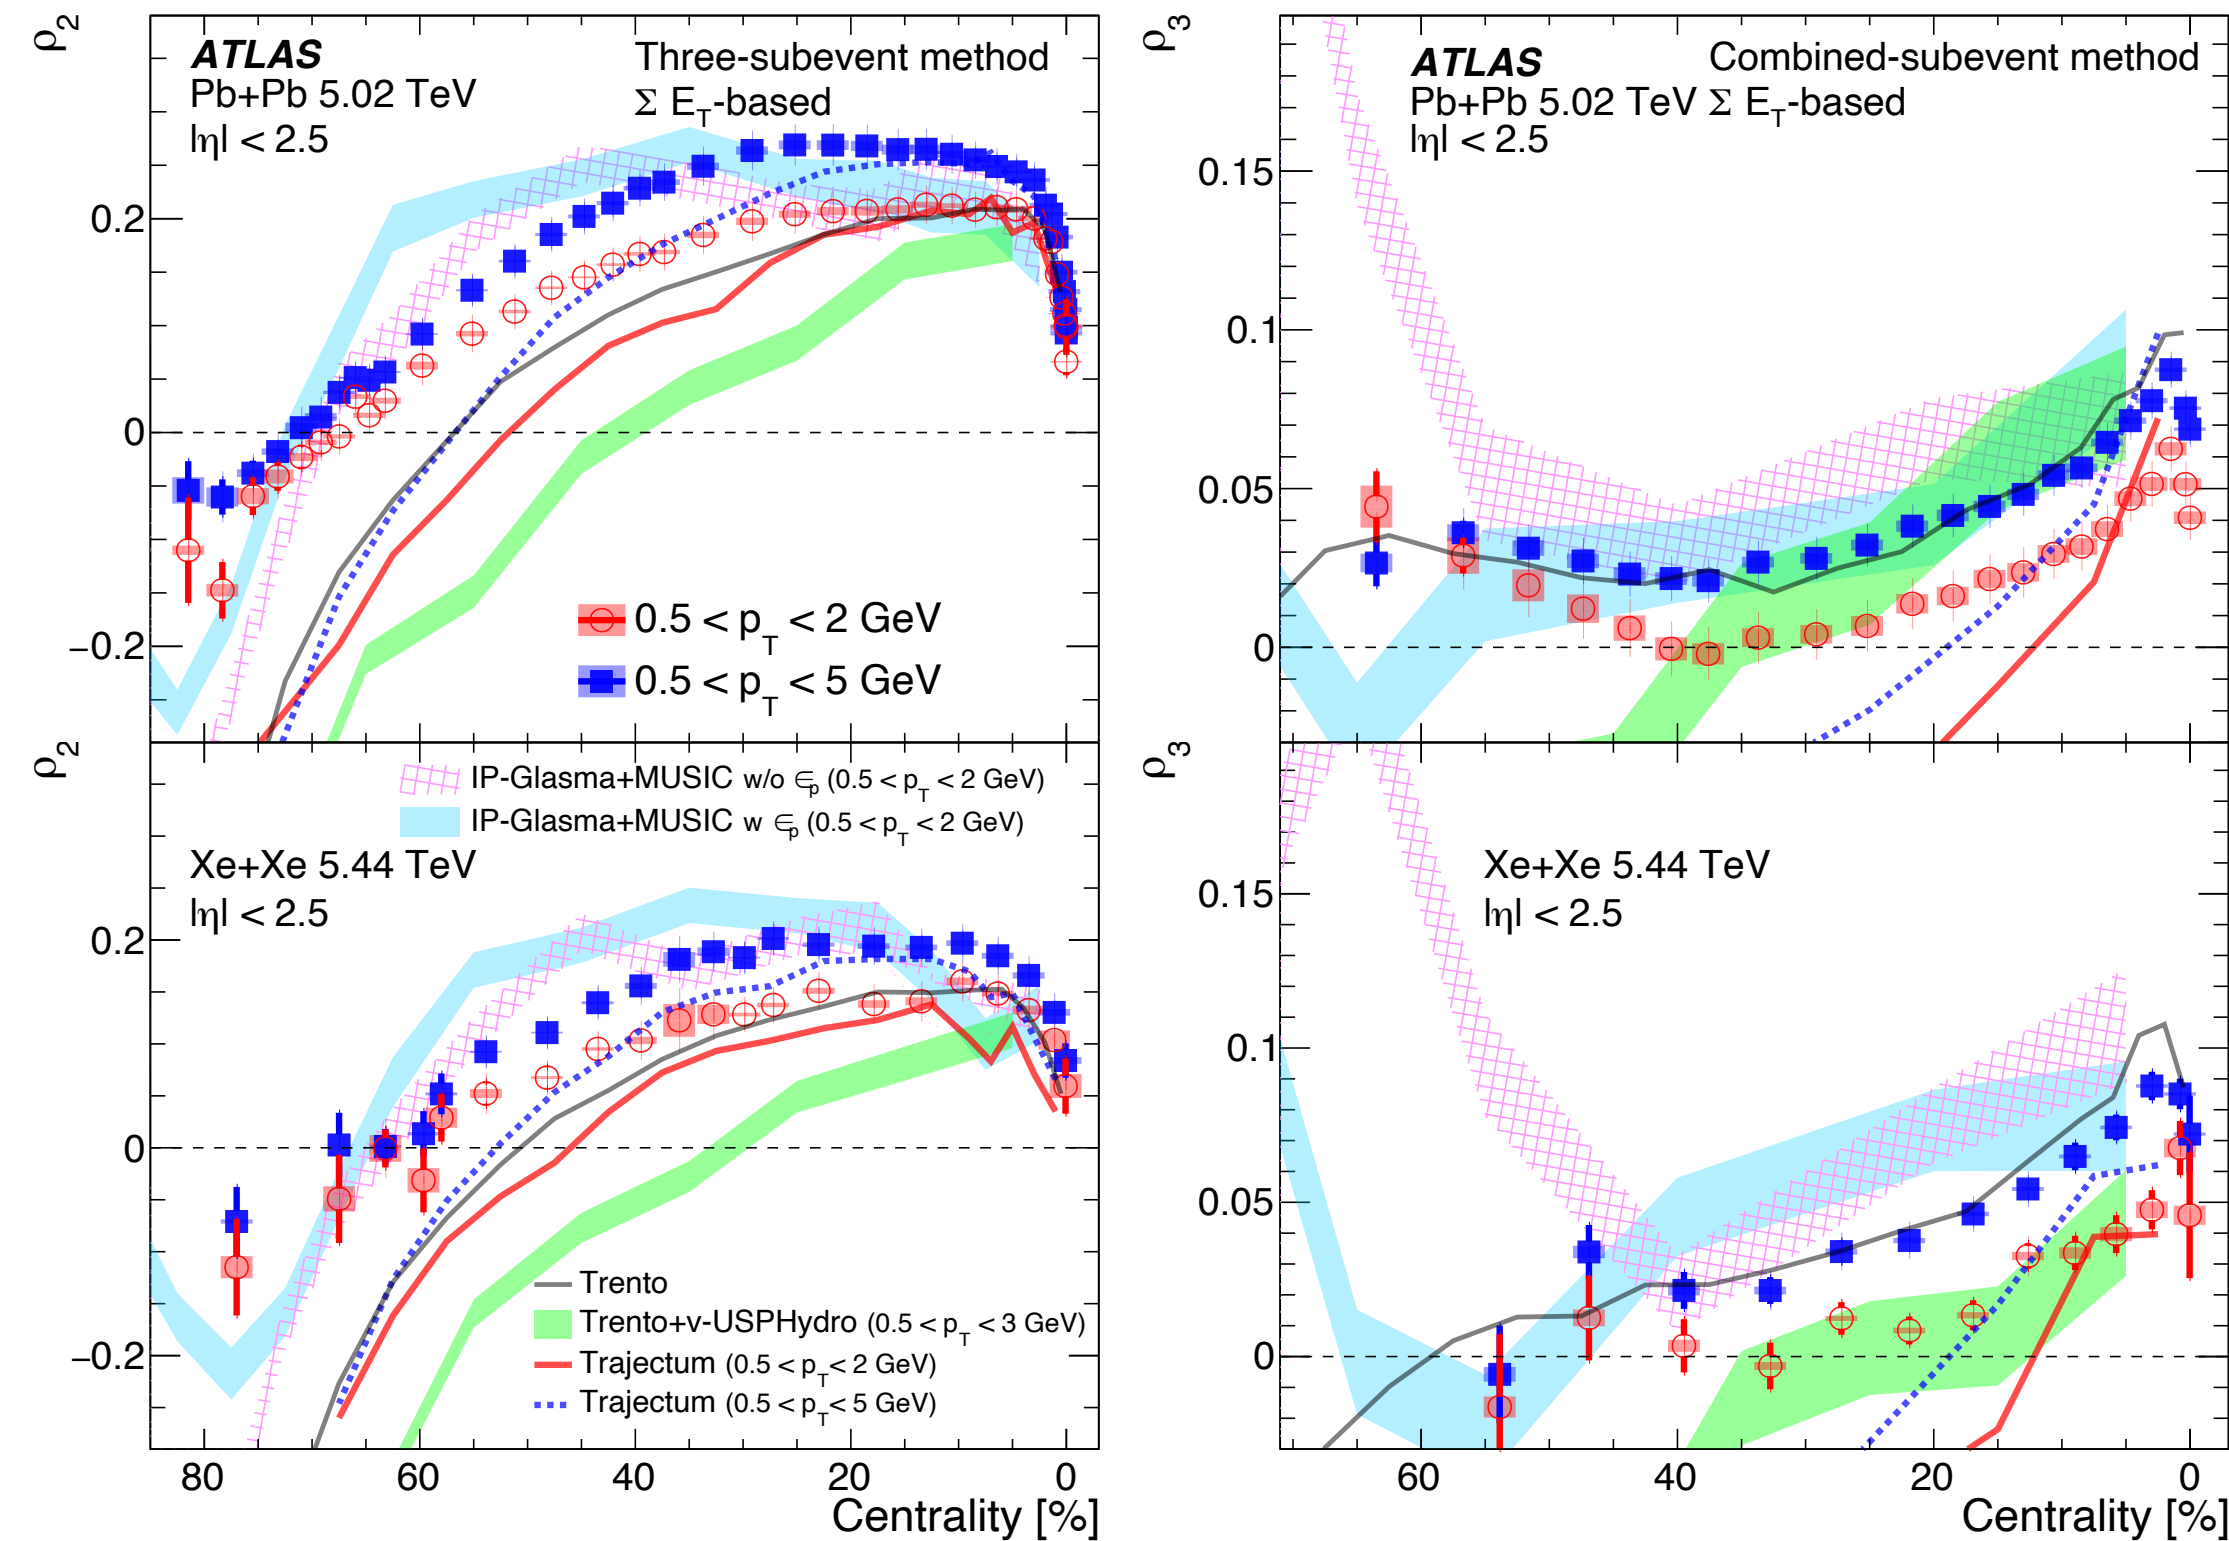 ρ2
ATLAS
Three-subevent method
Pb+Pb 5.02 TeV
Σ ET-based
|η| < 2.5
0.2
0
−0.2
0.5 < pT < 2 GeV
0.5 < pT < 5 GeV
ρ3
ATLAS
Combined-subevent method
Pb+Pb 5.02 TeV Σ ET-based
|η| < 2.5
0.15
0.1
0.05
0
ρ2
IP-Glasma+MUSIC w/o ∈p (0.5 < pT < 2 GeV)
IP-Glasma+MUSIC w ∈p (0.5 < pT < 2 GeV)
Xe+Xe 5.44 TeV
|η| < 2.5
0.2
0
−0.2
Trento
Trento+v-USPHydro (0.5 < pT < 3 GeV)
Trajectum (0.5 < pT < 2 GeV)
Trajectum (0.5 < pT < 5 GeV)
80 60 40 20 0
Centrality [%]
ρ3
Xe+Xe 5.44 TeV
|η| < 2.5
0.15
0.1
0.05
0
60 40 20 0
Centrality [%]